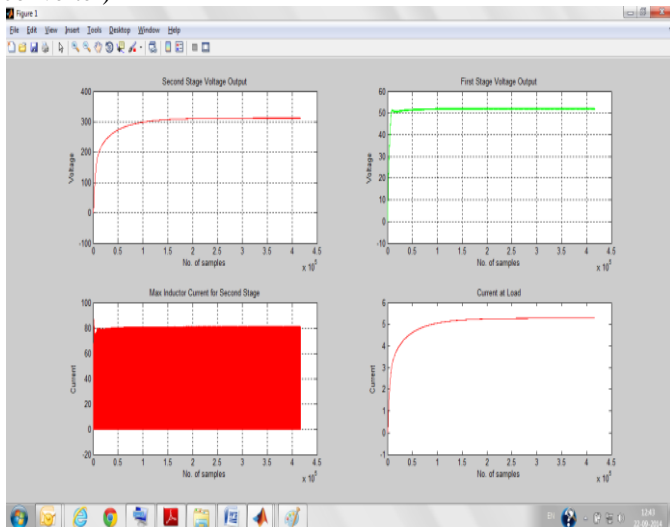 Figure 1
File Edit View Insert Tools Desktop Window Help
Second Stage Voltage Output
400
300
200
100
0
-100
Voltage
0 0.5 1 1.5 2 2.5 3 3.5 4 4.5
No. of samples
x 10^5
First Stage Voltage Output
60
50
40
30
20
10
0
-10
Voltage
0 0.5 1 1.5 2 2.5 3 3.5 4 4.5
No. of samples
x 10^5
Max Inductor Current for Second Stage
100
80
60
40
20
0
-20
Current
0 0.5 1 1.5 2 2.5 3 3.5 4 4.5
No. of samples
x 10^5
Current at Load
6
5
4
3
2
1
0
-1
Current
0 0.5 1 1.5 2 2.5 3 3.5 4 4.5
No. of samples
x 10^5
EN
12:43